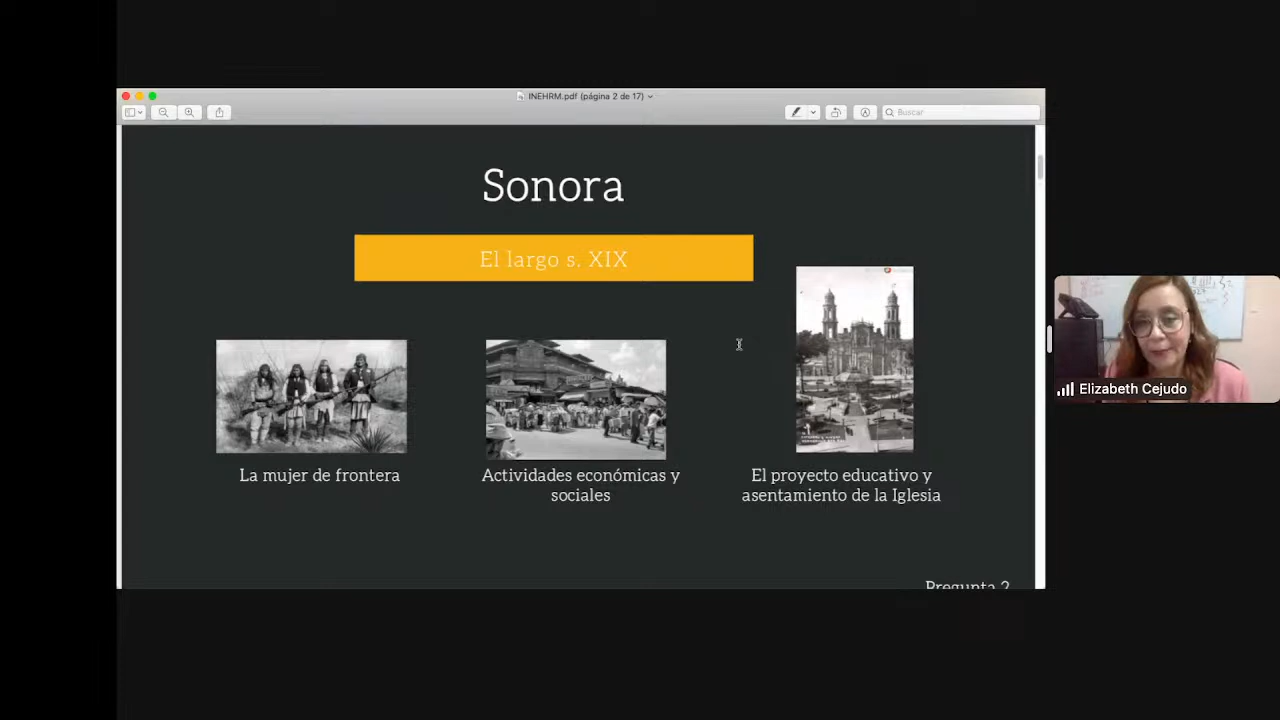 INEHRM.pdf (página 2 de 17)
Buscar
Sonora
El largo s. XIX
La mujer de frontera
Actividades económicas y
sociales
El proyecto educativo y
asentamiento de la Iglesia
Pregunta 2
Elizabeth Cejudo